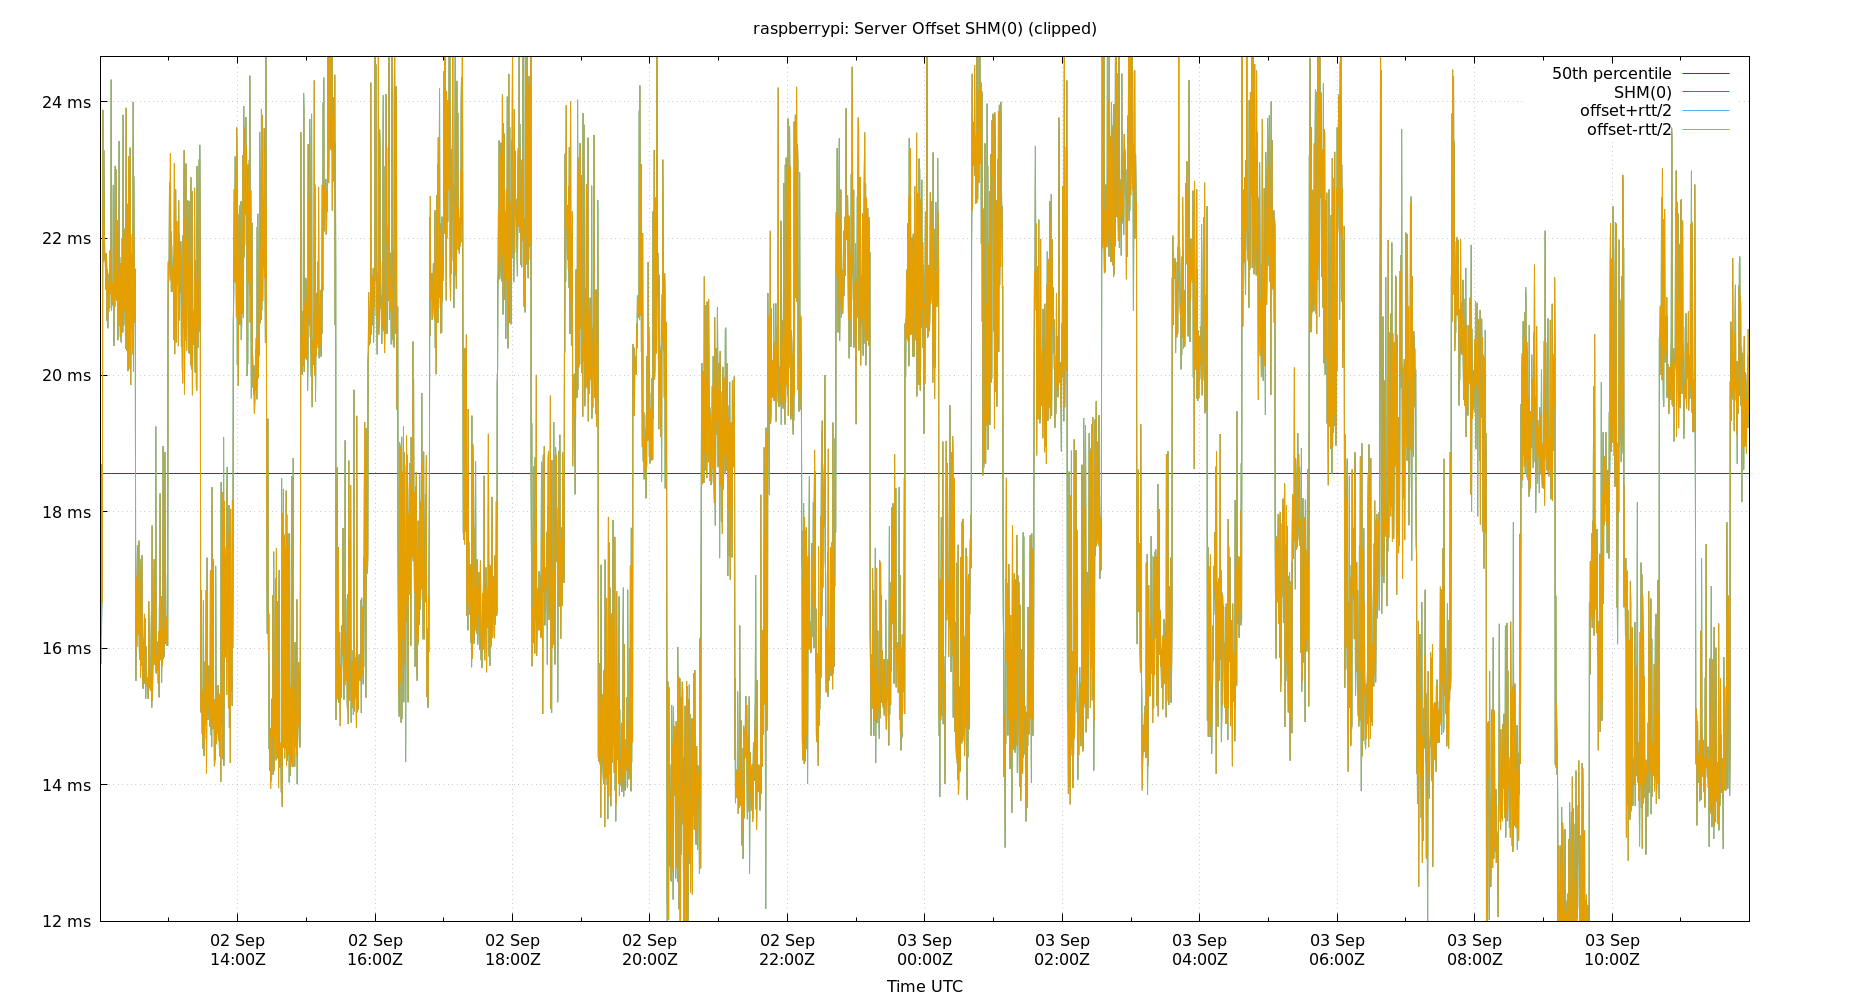 raspberrypi: Server Offset SHM(0) (clipped)
50th percentile
SHM(0)
offset+rtt/2
offset-rtt/2
24 ms
22 ms
20 ms
18 ms
16 ms
14 ms
12 ms
02 Sep 02 Sep 02 Sep 02 Sep 02 Sep 03 Sep 03 Sep 03 Sep 03 Sep 03 Sep 03 Sep
14:00Z 16:00Z 18:00Z 20:00Z 22:00Z 00:00Z 02:00Z 04:00Z 06:00Z 08:00Z 10:00Z
Time UTC